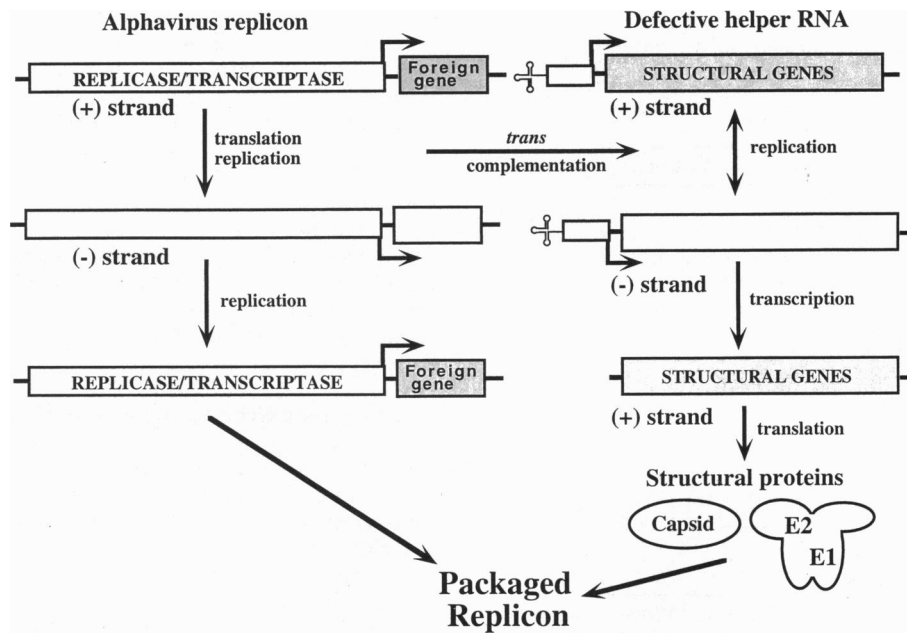 Alphavirus replicon
Defective helper RNA
REPLICASE/TRANSCRIPTASE
Foreign
gene
STRUCTURAL GENES
(+) strand
(+) strand
translation
replication
trans
complementation
replication
(-) strand
(-) strand
replication
transcription
REPLICASE/TRANSCRIPTASE
Foreign
gene
STRUCTURAL GENES
(+) strand
translation
Structural proteins
Capsid
E2
E1
Packaged
Replicon